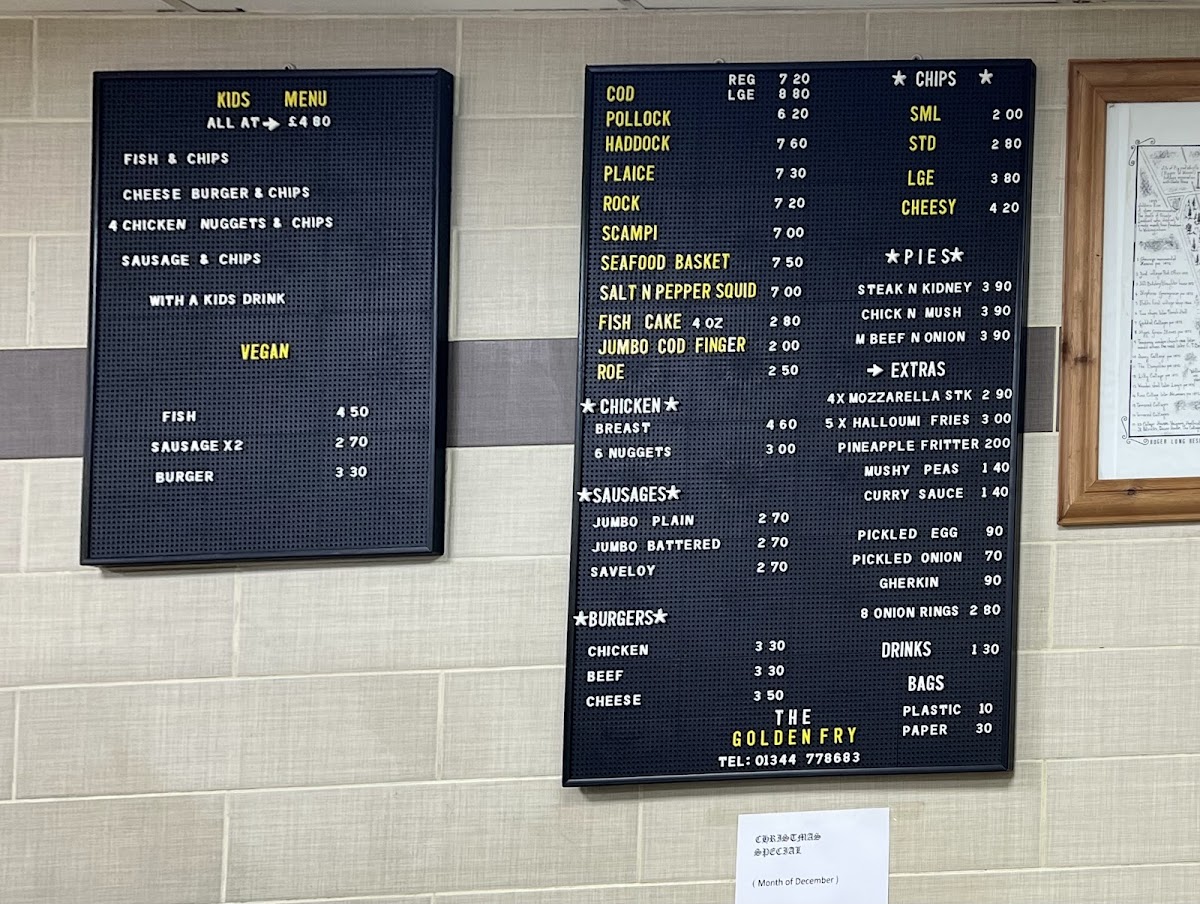 KIDS MENU
ALL AT → £4 80
FISH & CHIPS
CHEESE BURGER & CHIPS
4 CHICKEN NUGGETS & CHIPS
SAUSAGE & CHIPS
WITH A KIDS DRINK
VEGAN
FISH 4 50
SAUSAGE X2 2 70
BURGER 3 30
COD REG 7 20
LGE 8 80
POLLOCK 6 20
HADDOCK 7 60
PLAICE 7 30
ROCK 7 20
SCAMPI 7 00
SEAFOOD BASKET 7 50
SALT N PEPPER SQUID 7 00
FISH CAKE 4 OZ 2 80
JUMBO COD FINGER 2 00
ROE 2 50
★ CHICKEN ★
BREAST 4 60
6 NUGGETS 3 00
★SAUSAGES★
JUMBO PLAIN 2 70
JUMBO BATTERED 2 70
SAVELOY 2 70
★BURGERS★
CHICKEN 3 30
BEEF 3 30
CHEESE 3 50
★ CHIPS ★
SML 2 00
STD 2 80
LGE 3 80
CHEESY 4 20
★PIES★
STEAK N KIDNEY 3 90
CHICK N MUSH 3 90
M BEEF N ONION 3 90
→ EXTRAS
4X MOZZARELLA STK 2 90
5 X HALLOUMI FRIES 3 00
PINEAPPLE FRITTER 200
MUSHY PEAS 1 40
CURRY SAUCE 1 40
PICKLED EGG 90
PICKLED ONION 70
GHERKIN 90
8 ONION RINGS 2 80
DRINKS 1 30
BAGS
PLASTIC 10
PAPER 30
THE
GOLDEN FRY
TEL: 01344 778683
CHRISTMAS
SPECIAL
( Month of December )